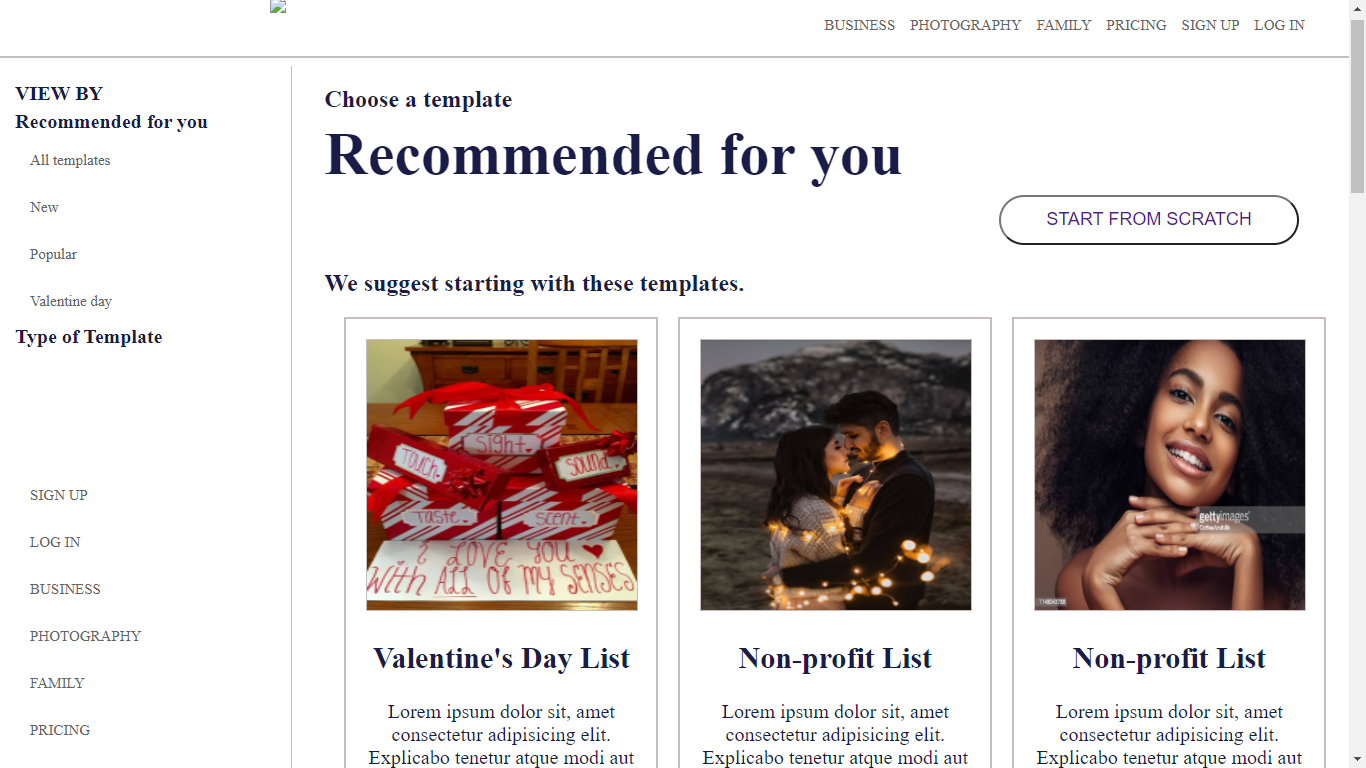 BUSINESS PHOTOGRAPHY FAMILY PRICING SIGN UP LOG IN
VIEW BY
Recommended for you
All templates
New
Popular
Valentine day
Type of Template
SIGN UP
LOG IN
BUSINESS
PHOTOGRAPHY
FAMILY
PRICING
Choose a template
Recommended for you
START FROM SCRATCH
We suggest starting with these templates.
sight
Touch
sound
Taste
scent
I LOVE YOU
With ALL OF MY SENSES
Valentine's Day List
Lorem ipsum dolor sit, amet
consectetur adipisicing elit.
Explicabo tenetur atque modi aut
Non-profit List
Lorem ipsum dolor sit, amet
consectetur adipisicing elit.
Explicabo tenetur atque modi aut
gettyimages
Non-profit List
Lorem ipsum dolor sit, amet
consectetur adipisicing elit.
Explicabo tenetur atque modi aut